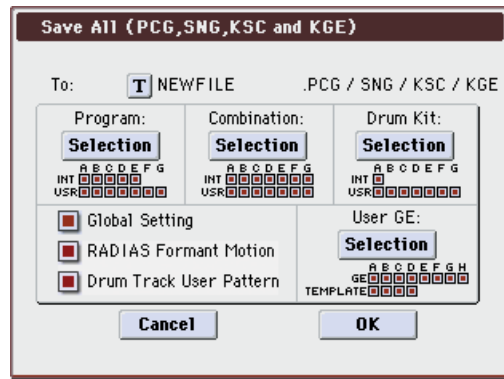 Save All (PCG,SNG,KSC and KGE)
To: T NEWFILE .PCG / SNG / KSC / KGE
Program: Combination: Drum Kit:
Selection Selection Selection
A B C D E F G A B C D E F G A B C D E F G
INT INT INT
USR USR USR
Global Setting User GE:
RADIAS Formant Motion Selection
A B C D E F G H
GE
Drum Track User Pattern TEMPLATE
Cancel OK